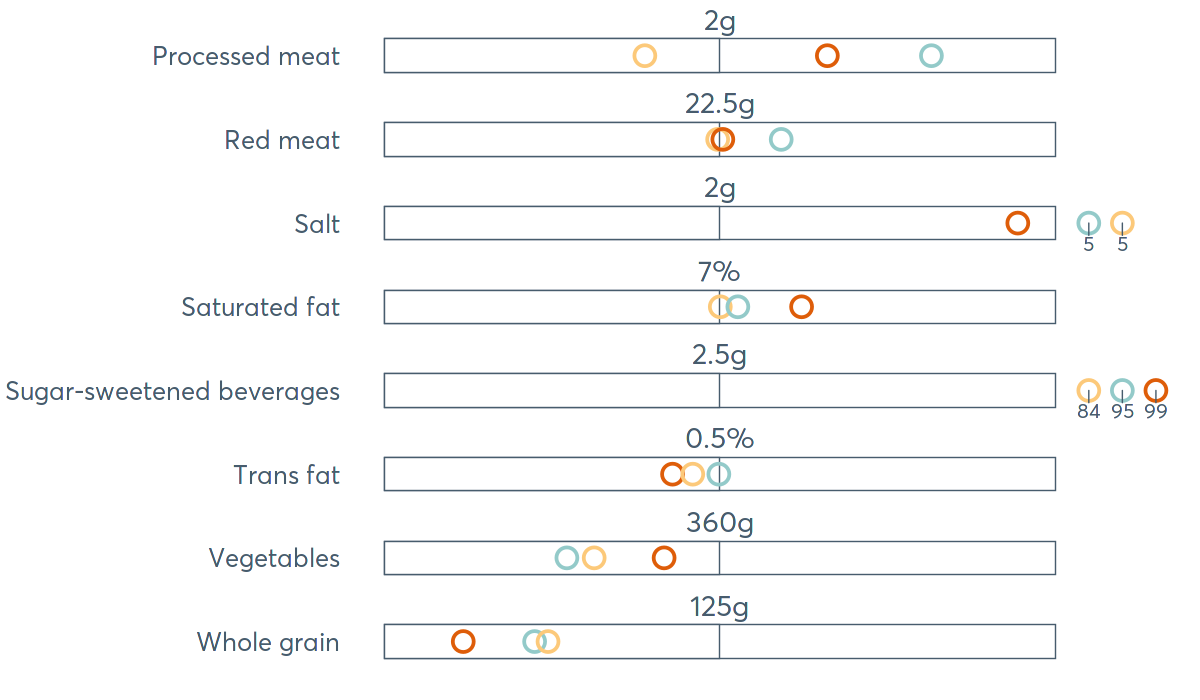 2g
Processed meat
22.5g
Red meat
2g
Salt
5 5
7%
Saturated fat
2.5g
Sugar-sweetened beverages
84 95 99
0.5%
Trans fat
360g
Vegetables
125g
Whole grain